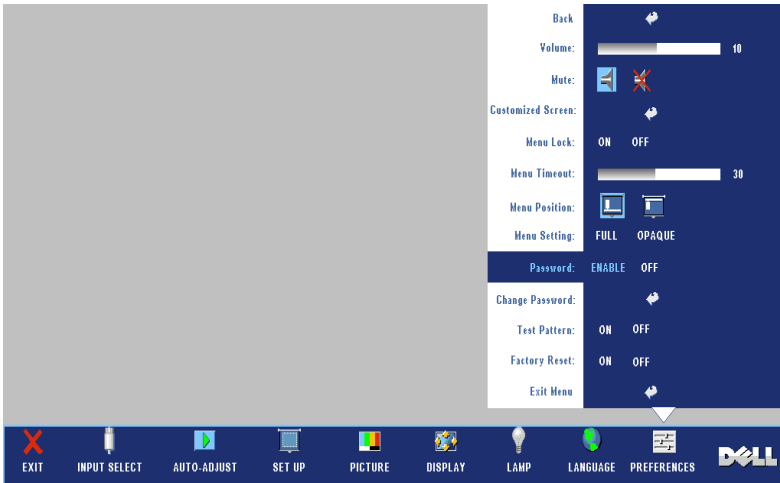 Back
Volume: 10
Mute:
Customized Screen:
Menu Lock: ON OFF
Menu Timeout: 30
Menu Position:
Menu Setting: FULL OPAQUE
Password: ENABLE OFF
Change Password:
Test Pattern: ON OFF
Factory Reset: ON OFF
Exit Menu
EXIT INPUT SELECT AUTO-ADJUST SET UP PICTURE DISPLAY LAMP LANGUAGE PREFERENCES DELL